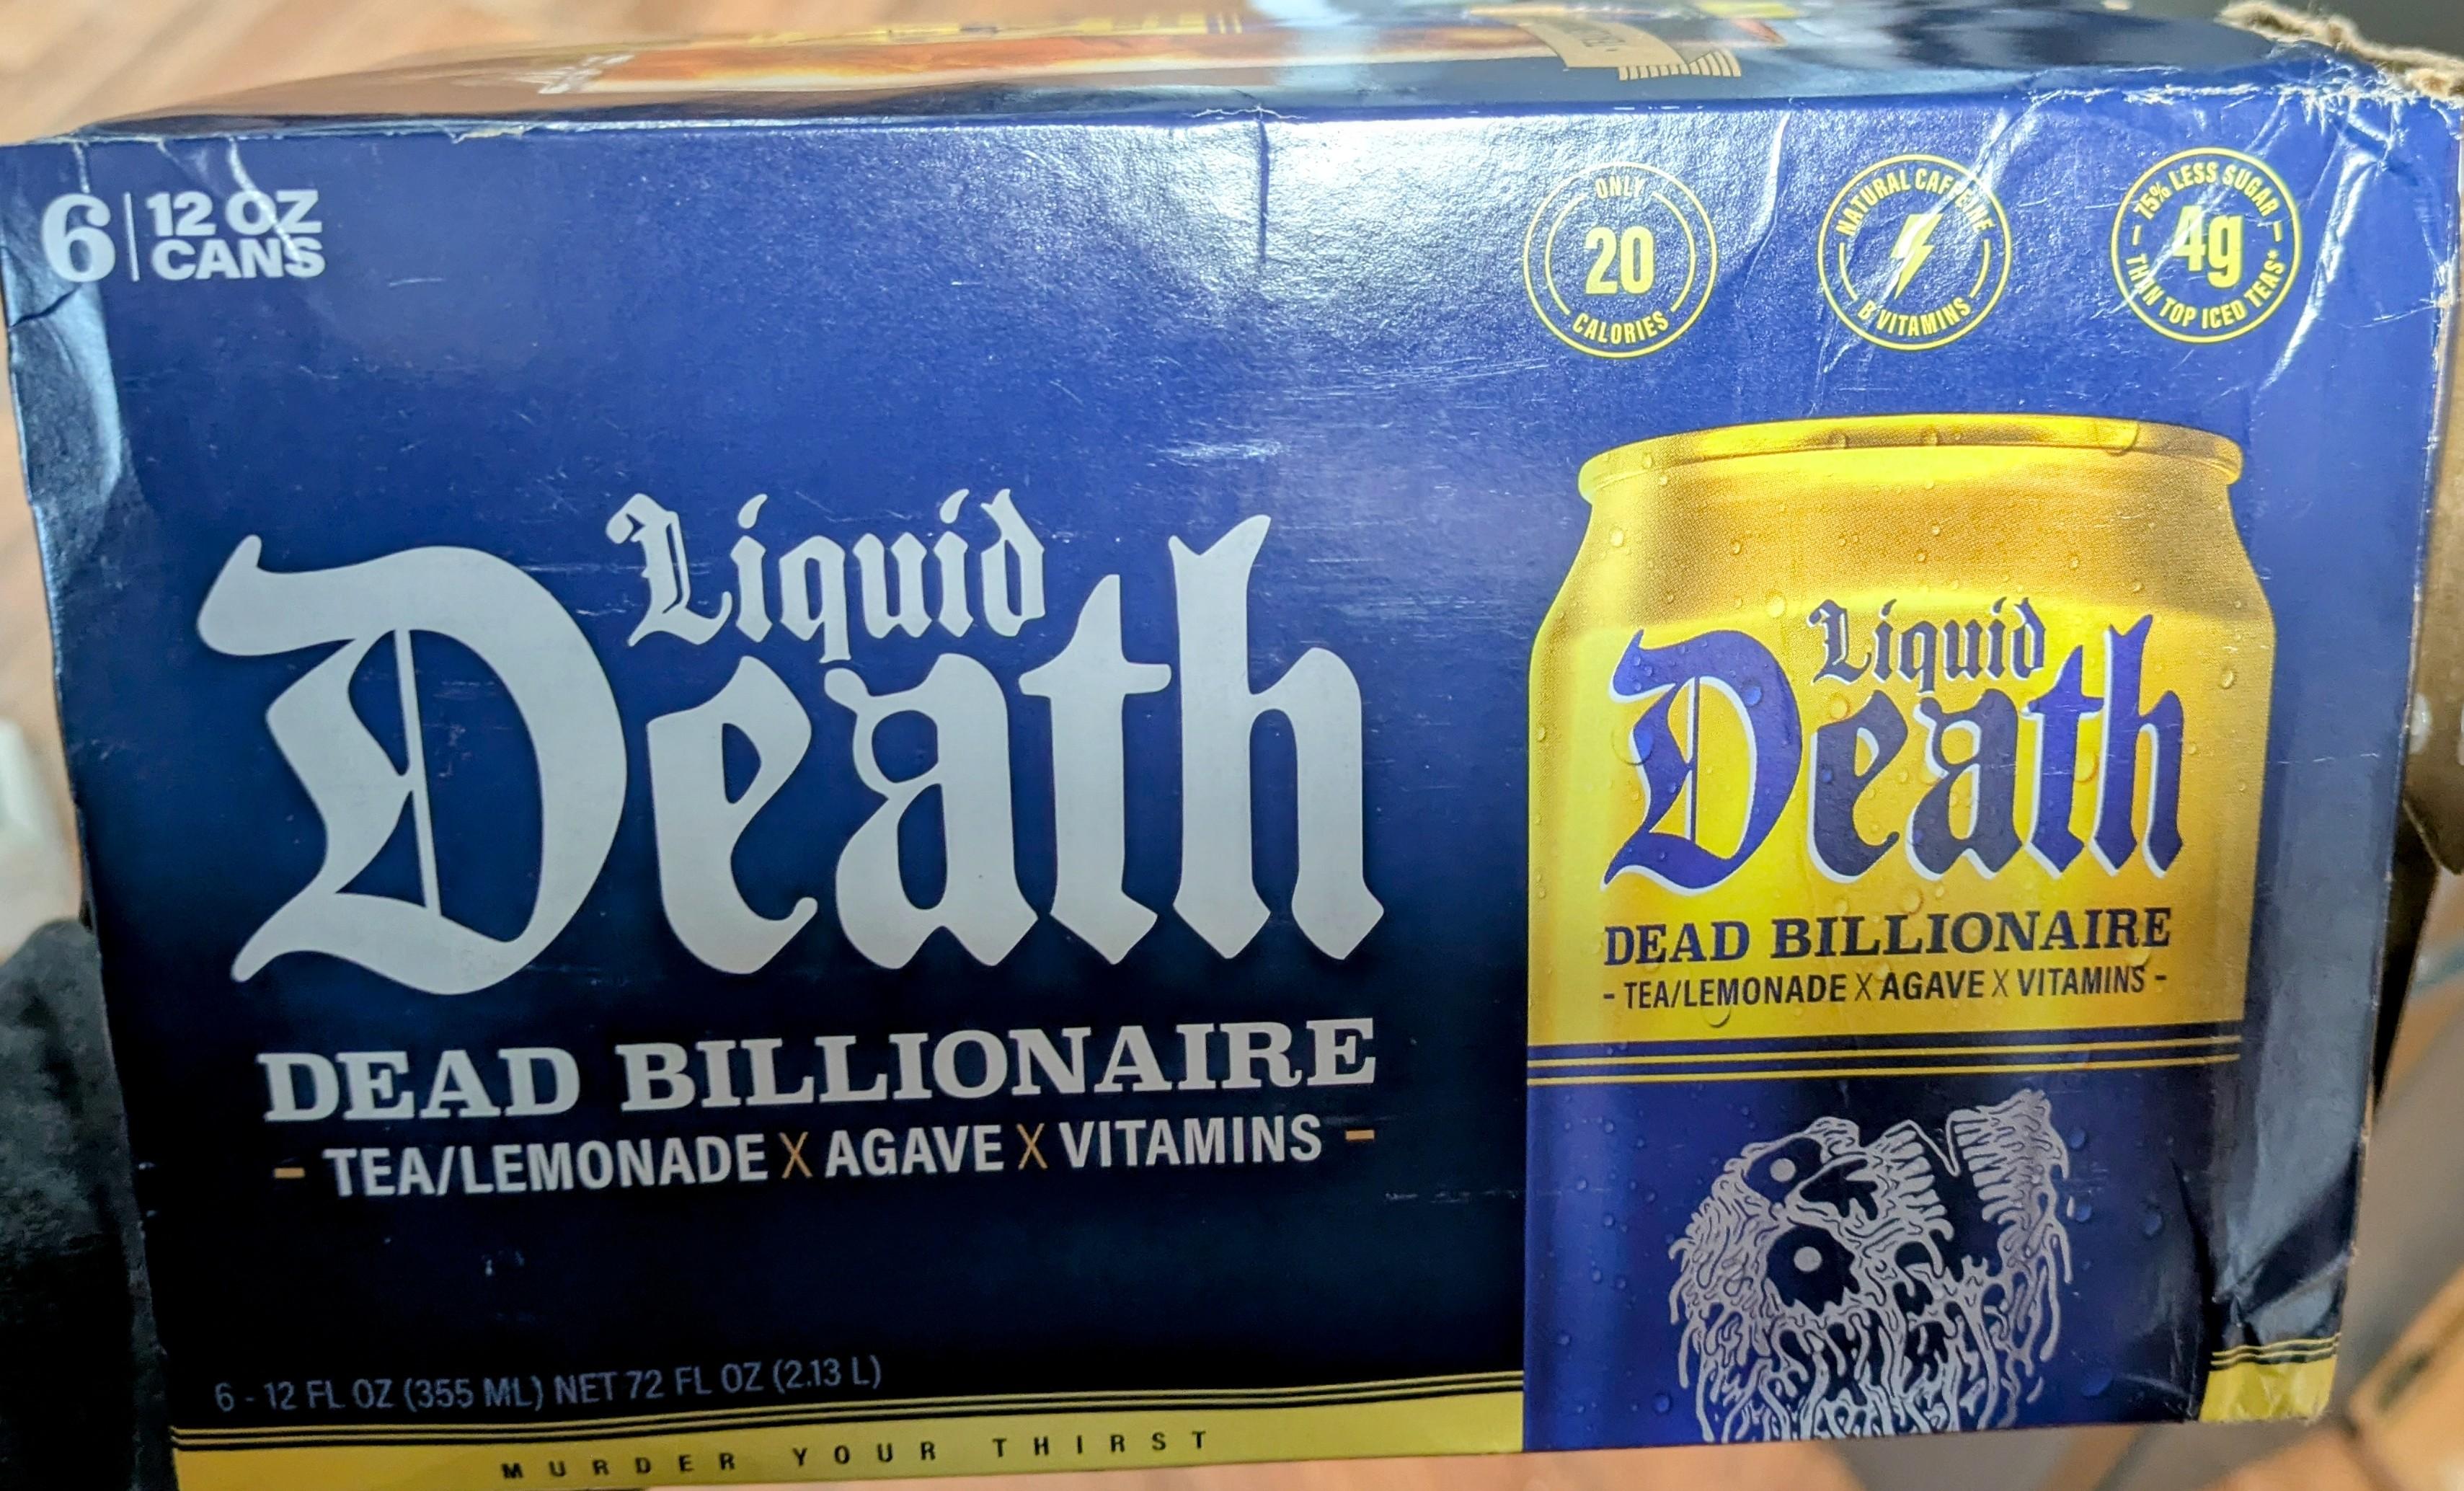 6 | 12 OZ
CANS
ONLY
20
CALORIES
NATURAL CAFFEINE
B VITAMINS
75% LESS SUGAR
4g
THAN TOP ICED TEAS*
Liquid
Death
DEAD BILLIONAIRE
- TEA/LEMONADE X AGAVE X VITAMINS -
6 - 12 FL OZ (355 ML) NET 72 FL OZ (2.13 L)
MURDER YOUR THIRST
Liquid
Death
DEAD BILLIONAIRE
- TEA/LEMONADE X AGAVE X VITAMINS -